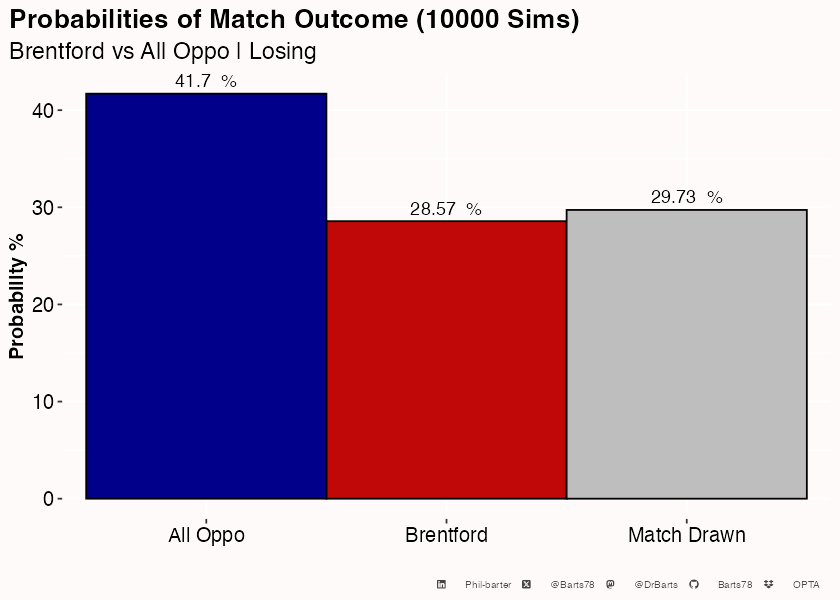 Probabilities of Match Outcome (10000 Sims)
Brentford vs All Oppo | Losing
41.7 %
28.57 %
29.73 %
Probability %
40
30
20
10
0
All Oppo
Brentford
Match Drawn
Phil-barter @Barts78 @DrBarts Barts78 OPTA